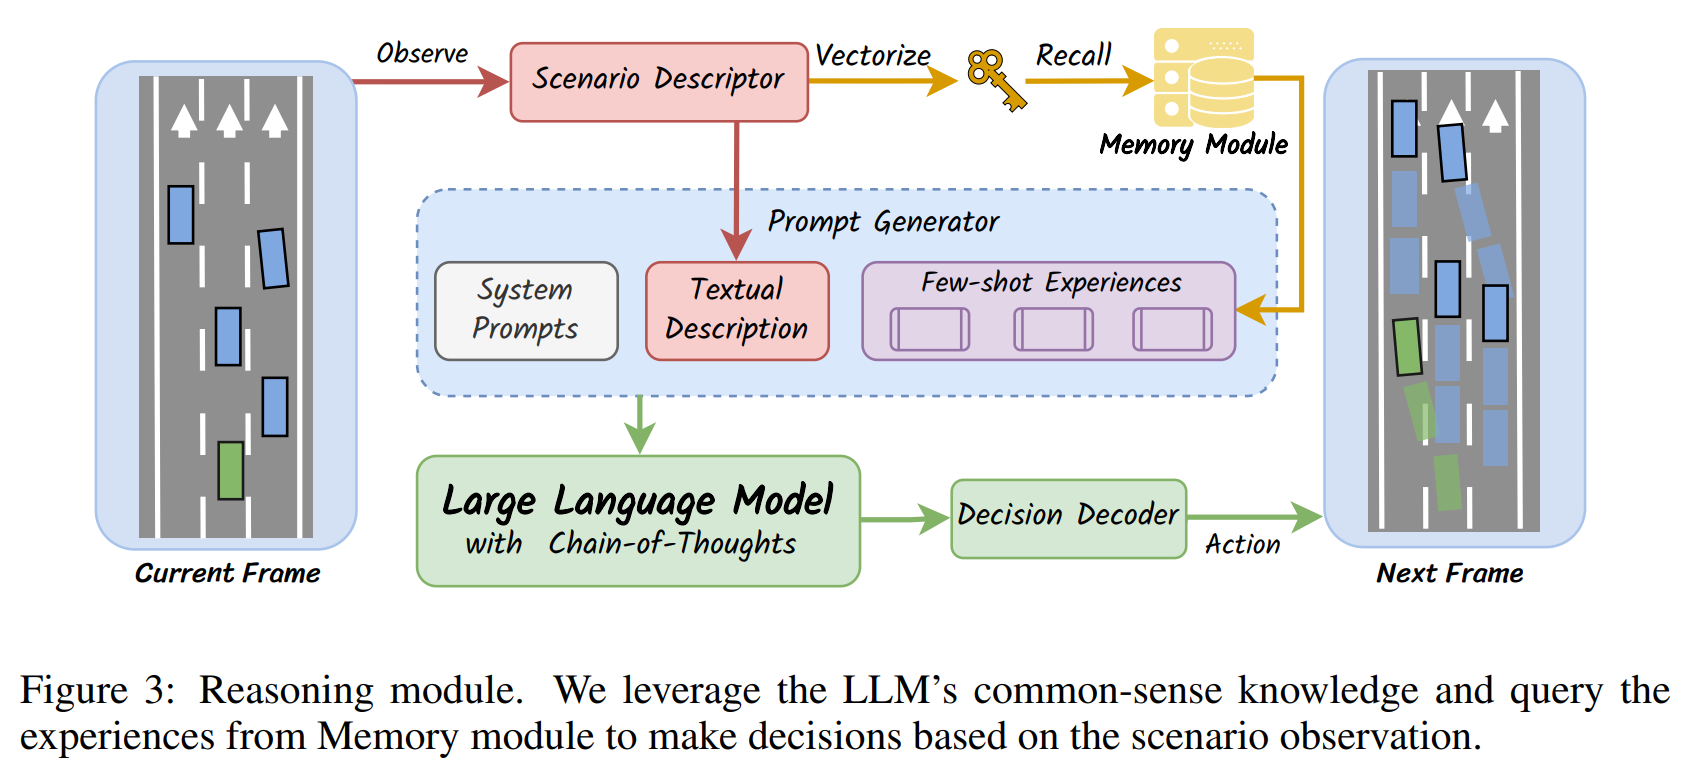 Observe
Scenario Descriptor
Vectorize
Recall
Memory Module
Prompt Generator
System
Prompts
Textual
Description
Few-shot Experiences
Large Language Model
with Chain-of-Thoughts
Decision Decoder
Action
Current Frame
Next Frame
Figure 3: Reasoning module. We leverage the LLM's common-sense knowledge and query the
experiences from Memory module to make decisions based on the scenario observation.